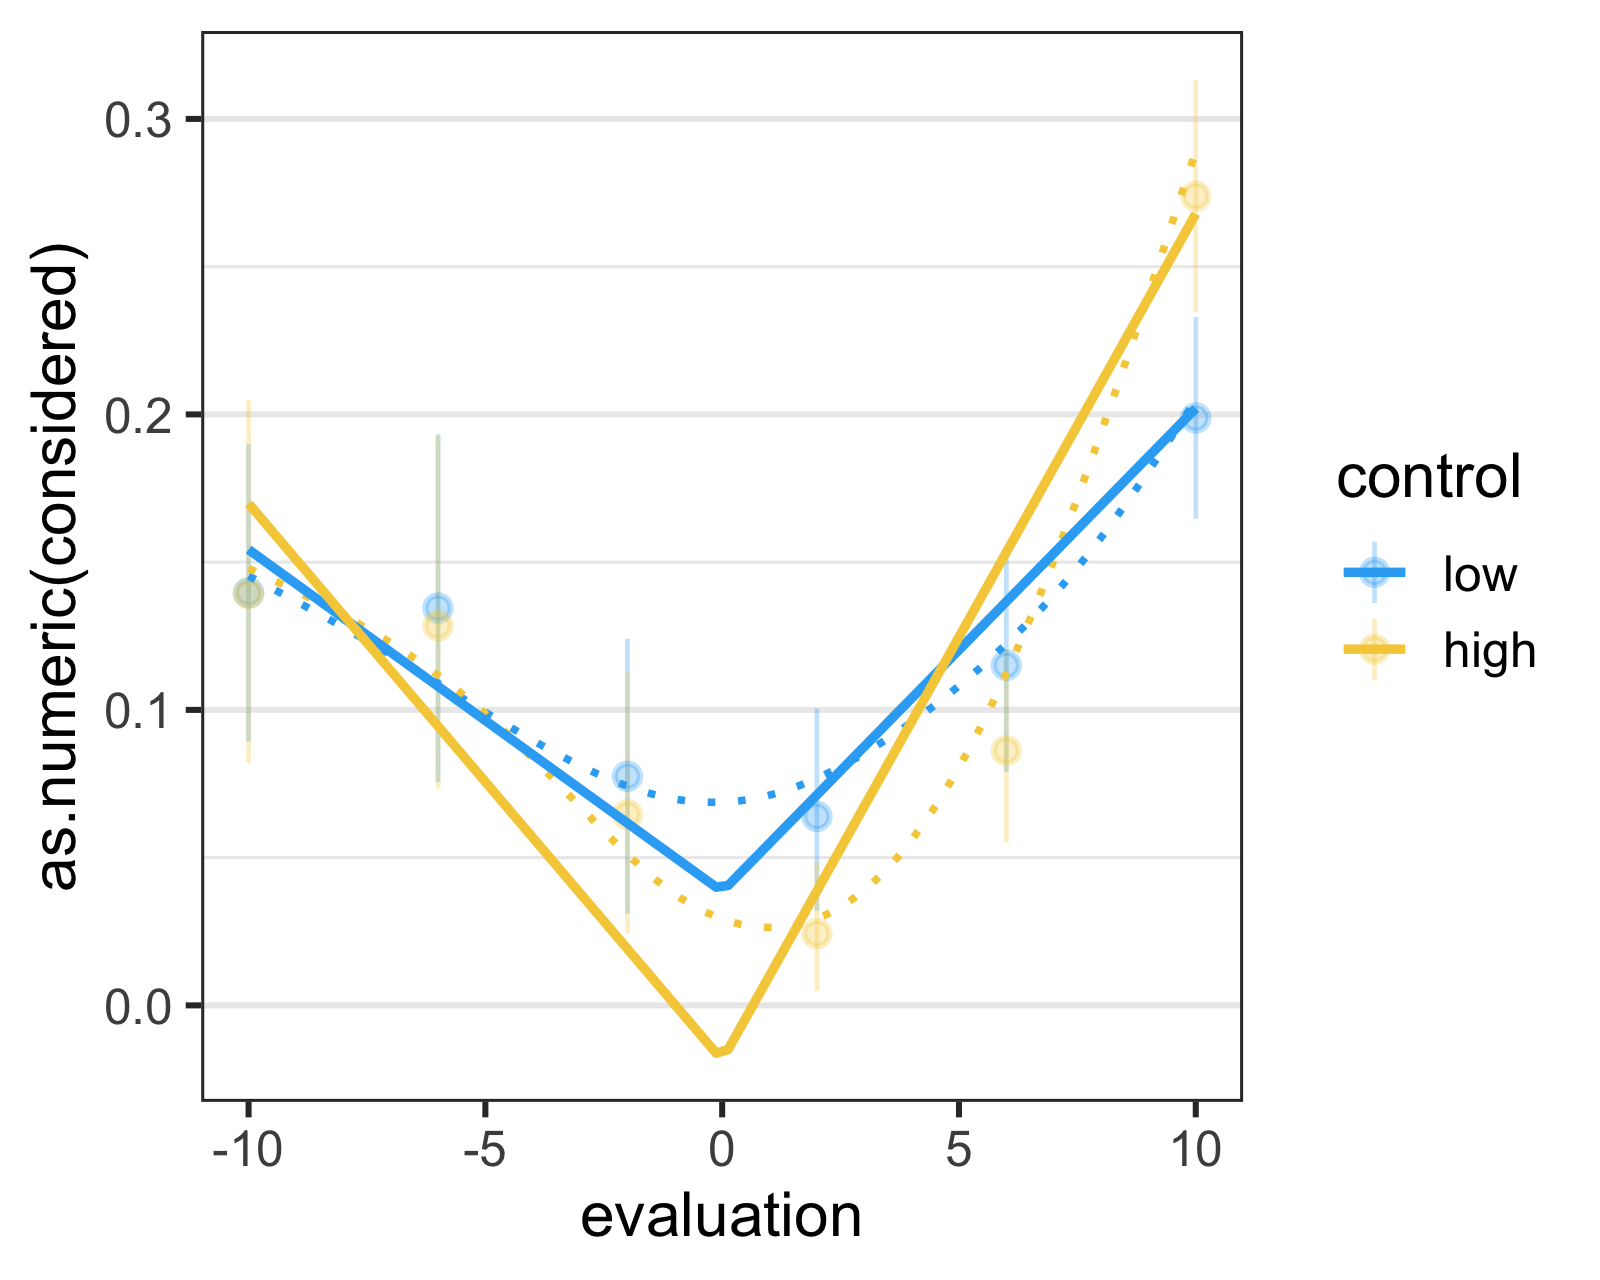 0.3
0.2
0.1
0.0
as.numeric(considered)
-10 -5 0 5 10
evaluation
control
low
high